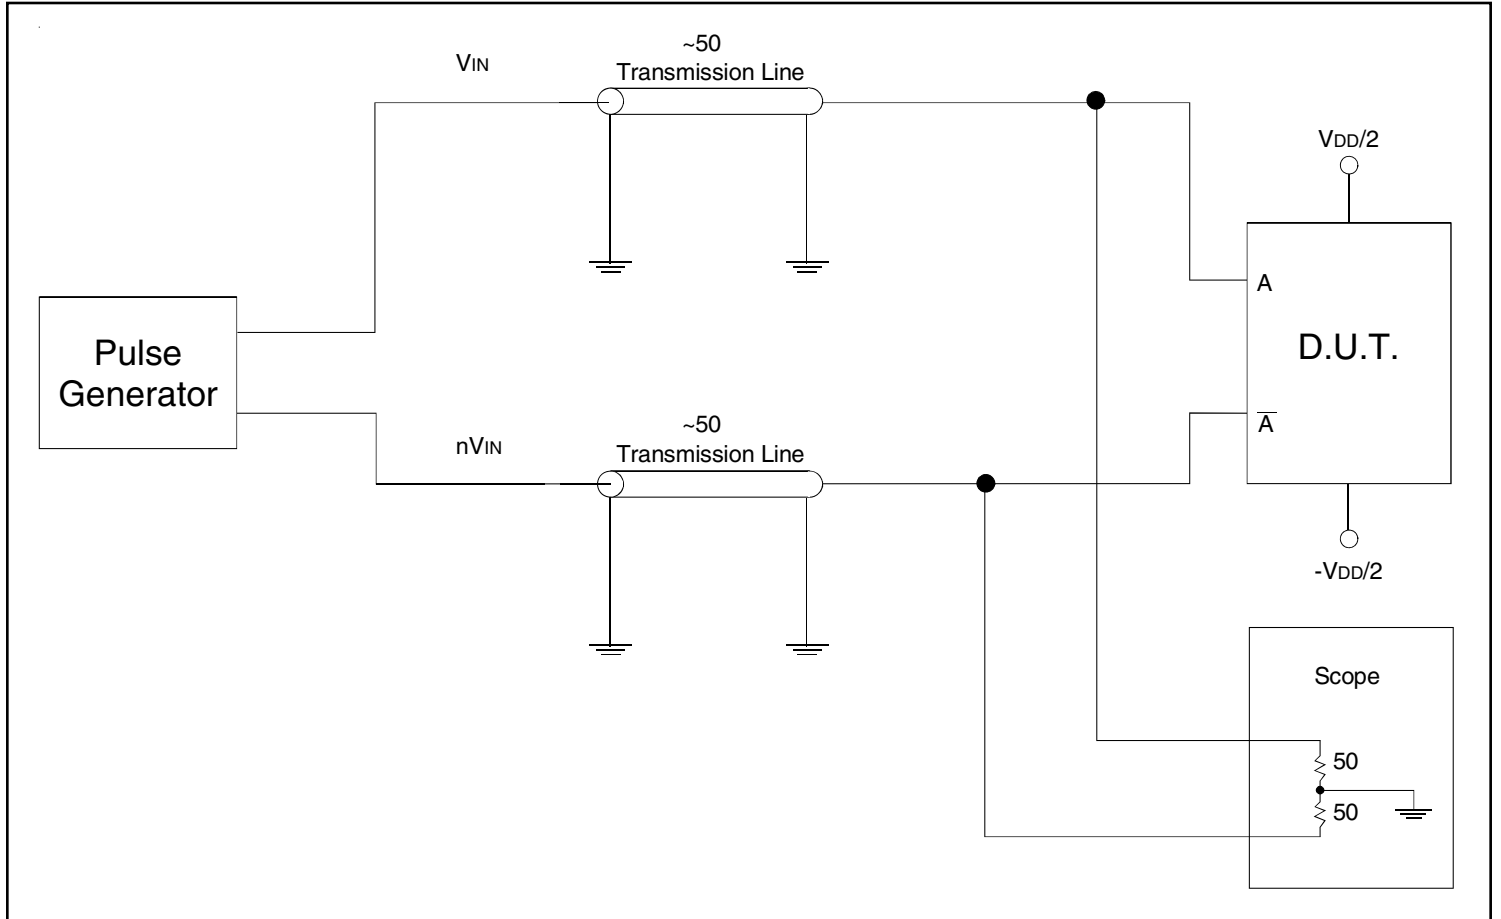 ~50
VIN
Transmission Line
VDD/2
A
Pulse
Generator
D.U.T.
~50
A̅
nVIN
Transmission Line
-VDD/2
Scope
50
50